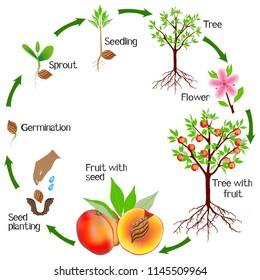 Tree
Seedling
Sprout
Flower
Germination
Fruit with
seed
Tree with
fruit
Seed
planting
shutterstock.com · 1145509964